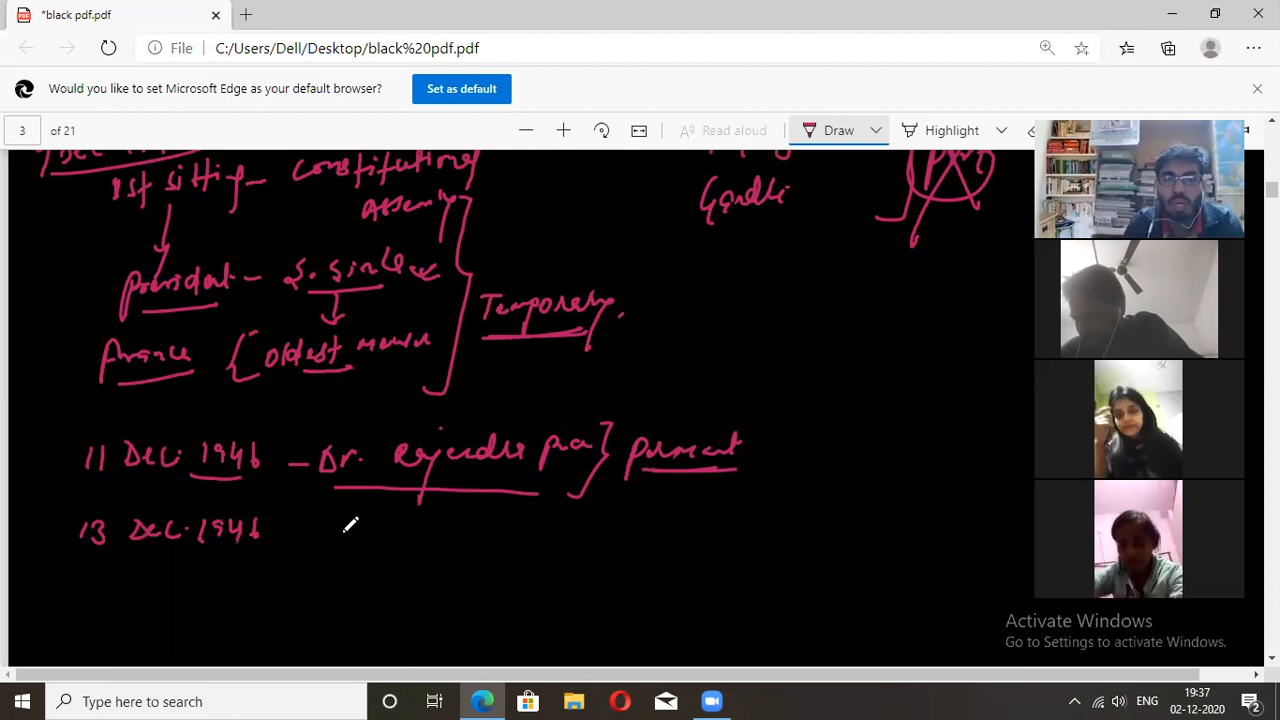 *black pdf.pdf
File C:/Users/Dell/Desktop/black%20pdf.pdf
Would you like to set Microsoft Edge as your default browser? Set as default
3 of 21 Read aloud Draw Highlight
1st sitting - Constitutional
Assembly
Gandhi
President - S. Sinha
Temporary
France oldest member
11 Dec. 1946 - Dr. Rajendra
13 Dec. 1946
Activate Windows
Go to Settings to activate Windows.
Type here to search
ENG
19:37
02-12-2020
2